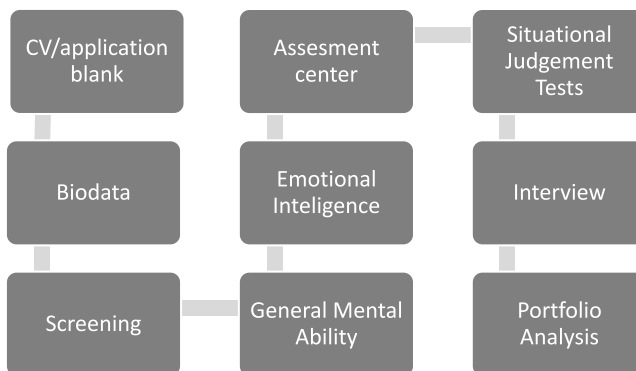 CV/application
blank
Biodata
Screening
General Mental
Ability
Emotional
Inteligence
Assesment
center
Situational
Judgement
Tests
Interview
Portfolio
Analysis